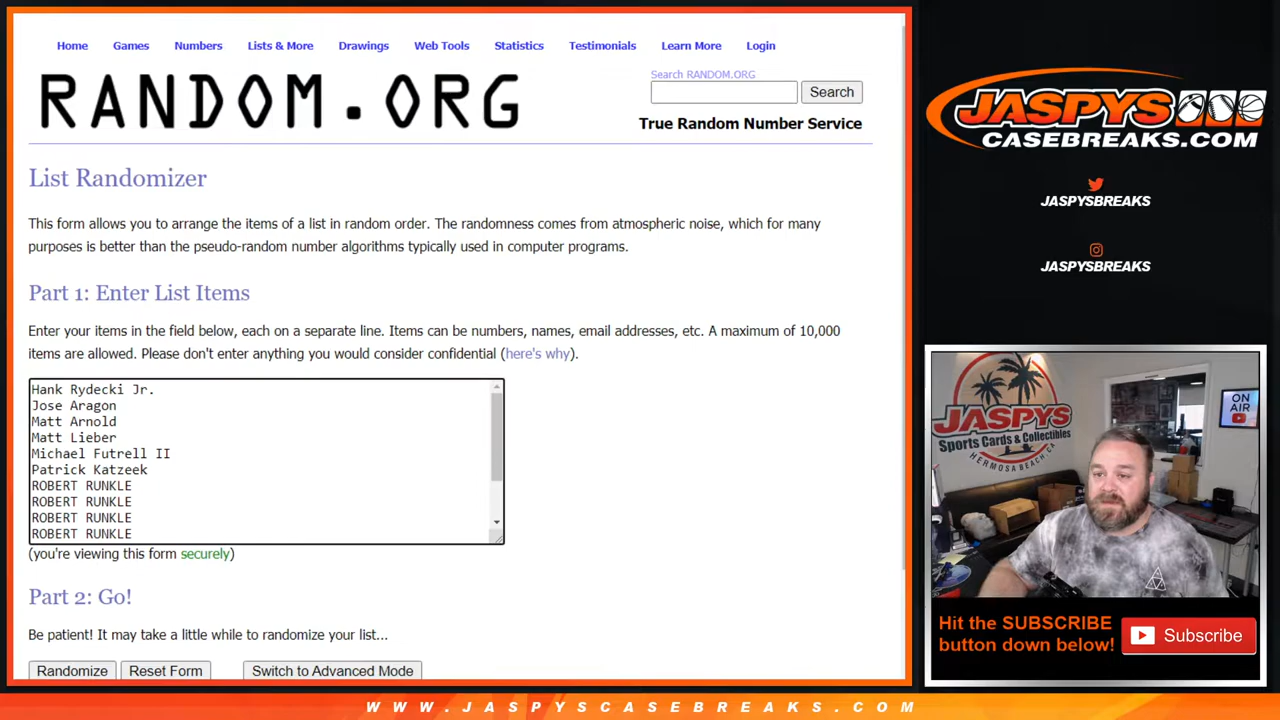 Home Games Numbers Lists & More Drawings Web Tools Statistics Testimonials Learn More Login
RANDOM.ORG
Search RANDOM.ORG
Search
True Random Number Service
List Randomizer
This form allows you to arrange the items of a list in random order. The randomness comes from atmospheric noise, which for many
purposes is better than the pseudo-random number algorithms typically used in computer programs.
Part 1: Enter List Items
Enter your items in the field below, each on a separate line. Items can be numbers, names, email addresses, etc. A maximum of 10,000
items are allowed. Please don't enter anything you would consider confidential (here's why).
Hank Rydecki Jr.
Jose Aragon
Matt Arnold
Matt Lieber
Michael Futrell II
Patrick Katzeek
ROBERT RUNKLE
ROBERT RUNKLE
ROBERT RUNKLE
ROBERT RUNKLE
(you're viewing this form securely)
Part 2: Go!
Be patient! It may take a little while to randomize your list...
Randomize Reset Form Switch to Advanced Mode
JASPYS
CASEBREAKS.COM
JASPYSBREAKS
JASPYSBREAKS
JASPYS
Sports Cards & Collectibles
HERMOSA BEACH, CA
ON
AIR
Hit the SUBSCRIBE
button down below!
Subscribe
WWW.JASPYSCASEBREAKS.COM